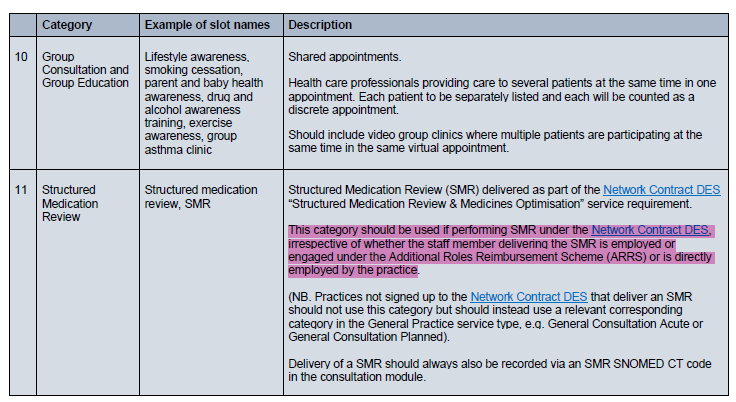 Category Example of slot names Description
10 Group Consultation and Group Education
Lifestyle awareness,
smoking cessation,
parent and baby health
awareness, drug and
alcohol awareness
training, exercise
awareness, group
asthma clinic
Shared appointments.
Health care professionals providing care to several patients at the same time in one
appointment. Each patient to be separately listed and each will be counted as a
discrete appointment.
Should include video group clinics where multiple patients are participating at the
same time in the same virtual appointment.
11 Structured
Medication
Review
Structured medication
review, SMR
Structured Medication Review (SMR) delivered as part of the Network Contract DES
“Structured Medication Review & Medicines Optimisation” service requirement.
This category should be used if performing SMR under the Network Contract DES,
irrespective of whether the staff member delivering the SMR is employed or
engaged under the Additional Roles Reimbursement Scheme (ARRS) or is directly
employed by the practice.
(NB. Practices not signed up to the Network Contract DES that deliver an SMR
should not use this category but should instead use a relevant corresponding
category in the General Practice service type, e.g. General Consultation Acute or
General Consultation Planned).
Delivery of a SMR should always also be recorded via an SMR SNOMED CT code
in the consultation module.